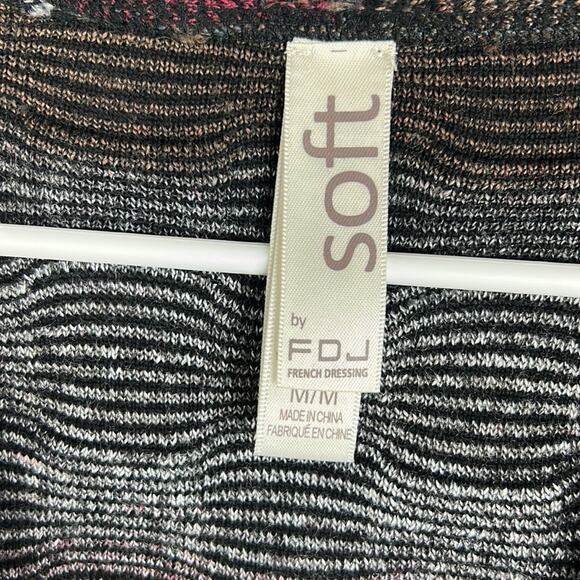 soft
by
FDJ
FRENCH DRESSING
M/M
MADE IN CHINA
FABRIQUÉ EN CHINE